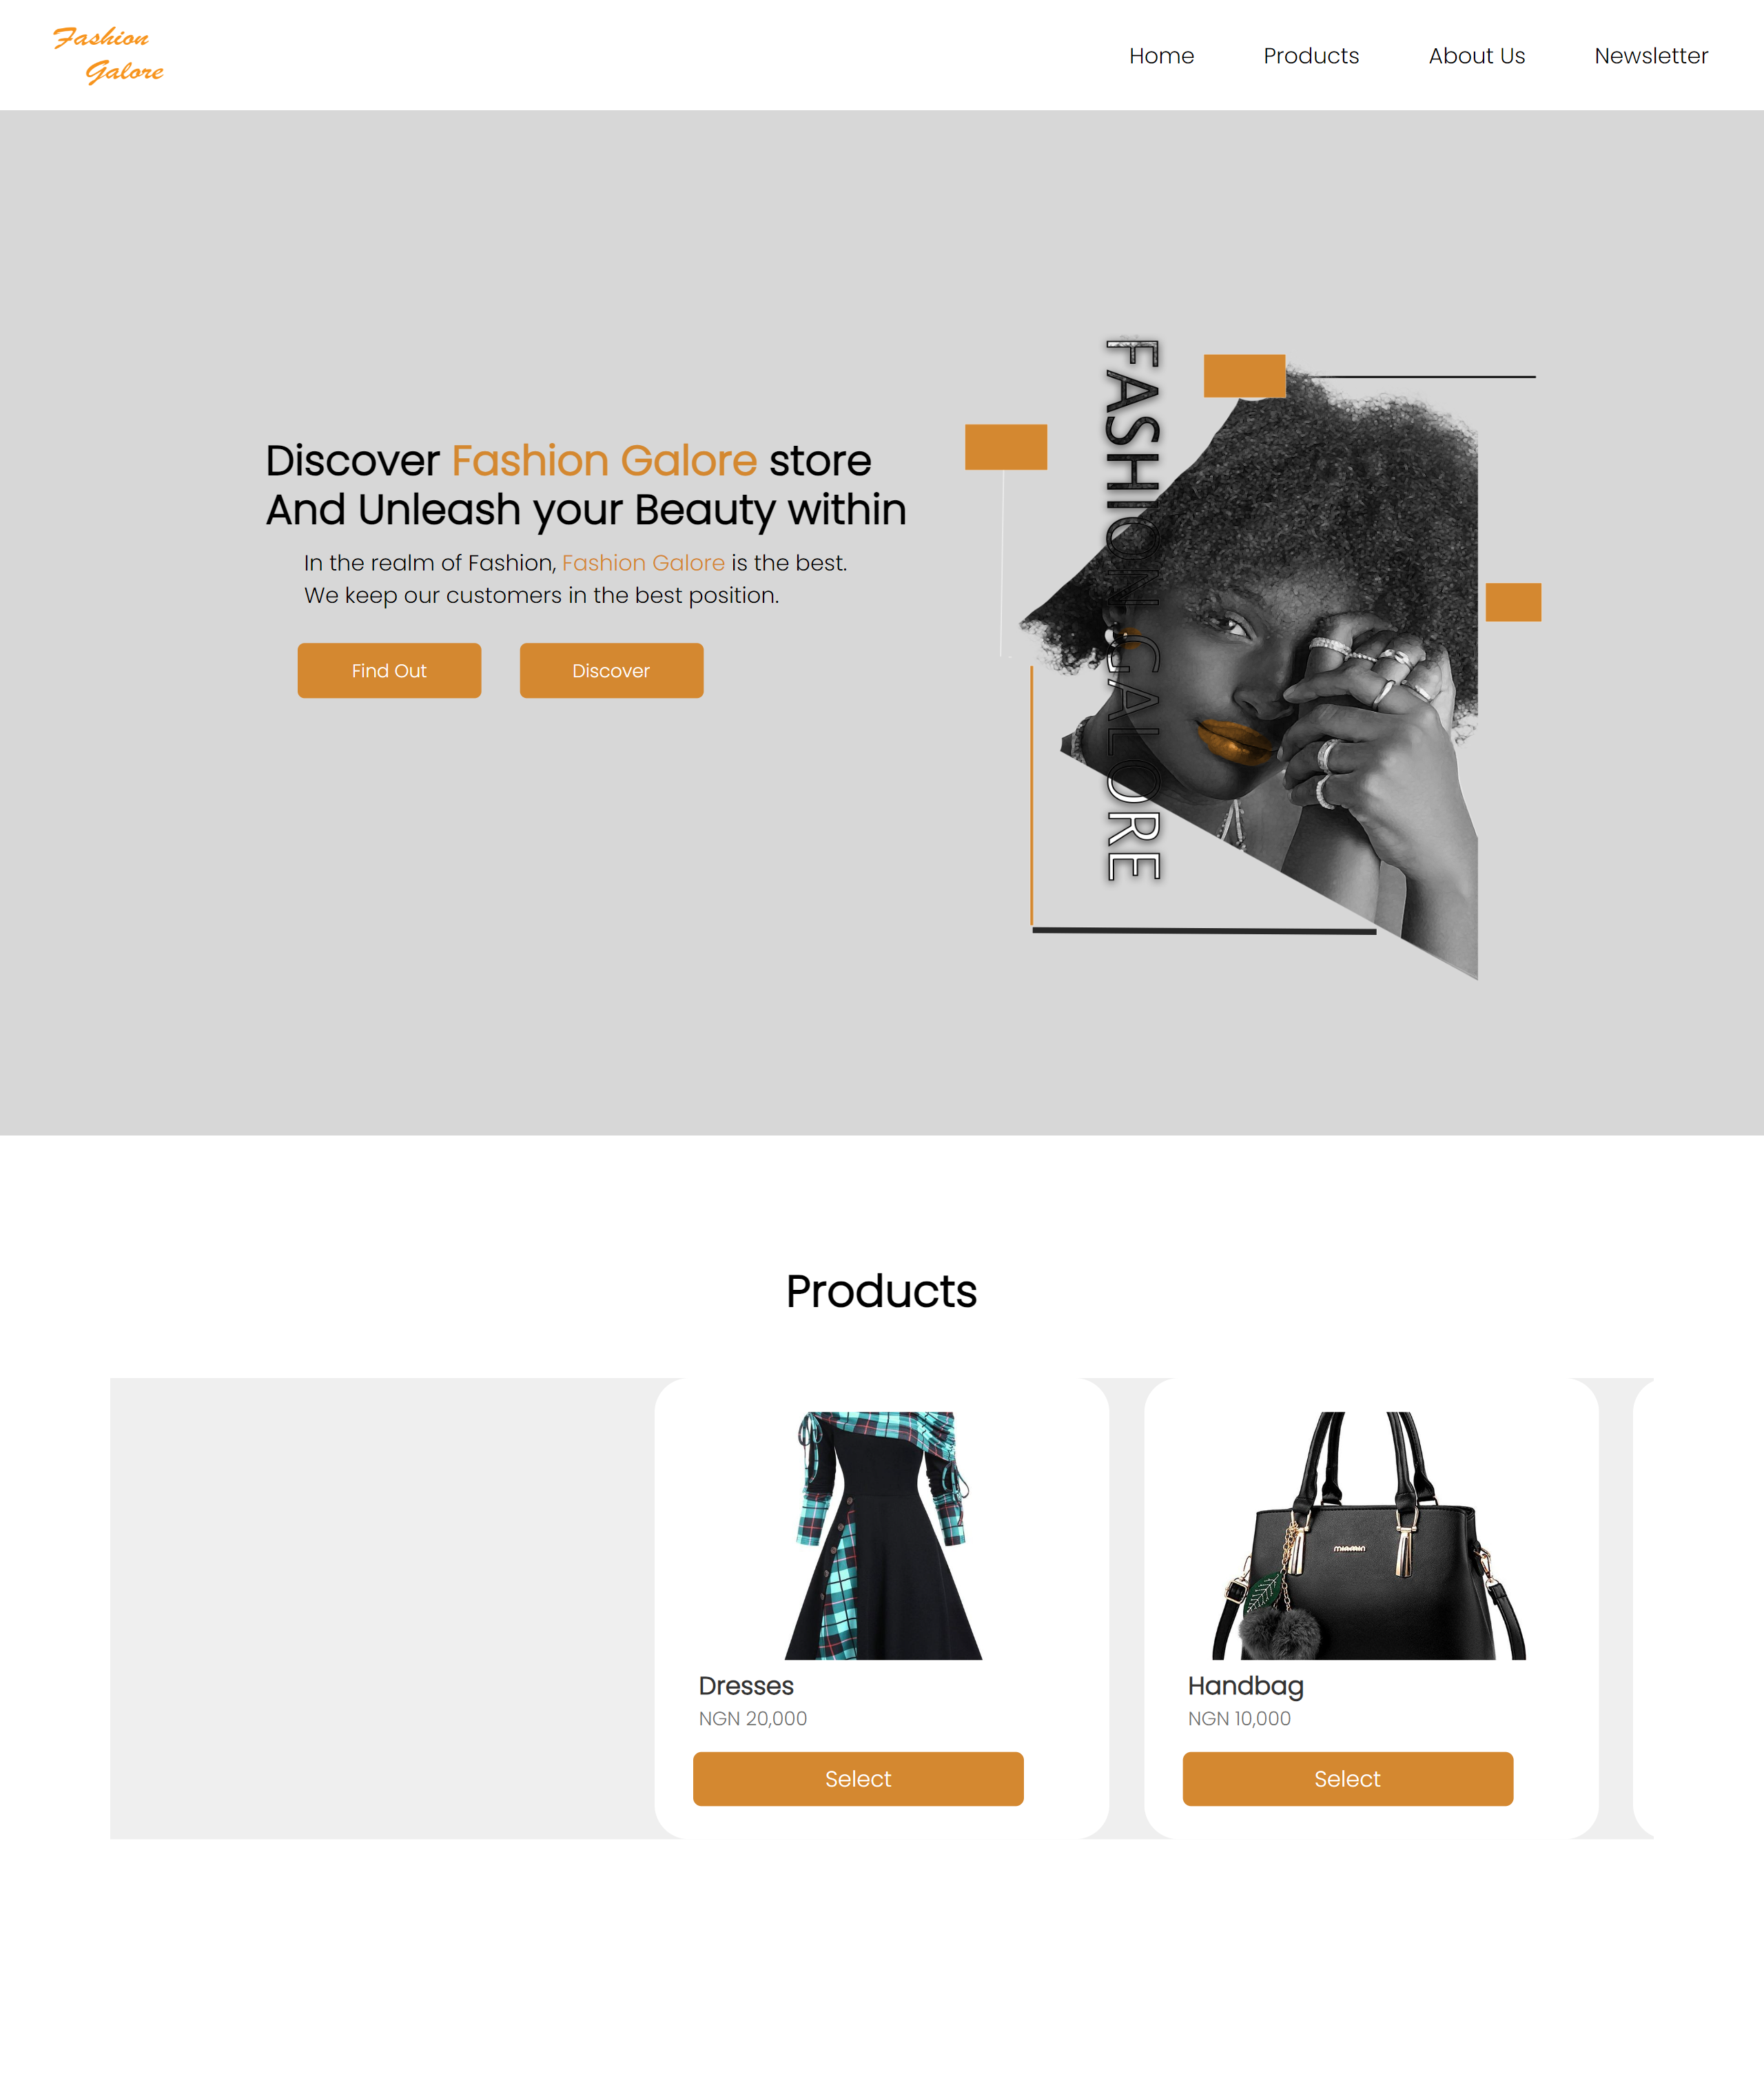 Fashion
Galore
Home
Products
About Us
Newsletter
FASHION GALORE
Discover Fashion Galore store
And Unleash your Beauty within
In the realm of Fashion, Fashion Galore is the best.
We keep our customers in the best position.
Find Out
Discover
Products
Dresses
NGN 20,000
Select
Handbag
NGN 10,000
Select